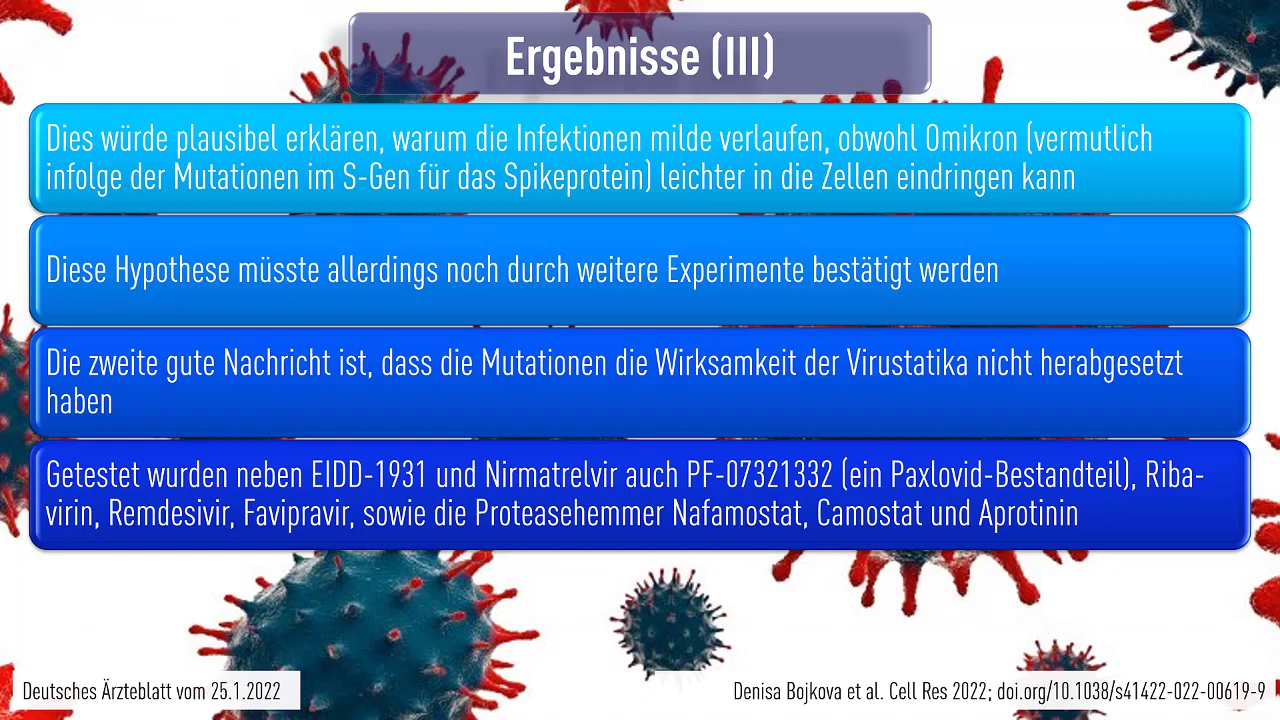 Ergebnisse (III)
Dies würde plausibel erklären, warum die Infektionen milde verlaufen, obwohl Omikron (vermutlich
infolge der Mutationen im S-Gen für das Spikeprotein) leichter in die Zellen eindringen kann
Diese Hypothese müsste allerdings noch durch weitere Experimente bestätigt werden
Die zweite gute Nachricht ist, dass die Mutationen die Wirksamkeit der Virustatika nicht herabgesetzt
haben
Getestet wurden neben EIDD-1931 und Nirmatrelvir auch PF-07321332 (ein Paxlovid-Bestandteil), Riba-
virin, Remdesivir, Favipravir, sowie die Proteasehemmer Nafamostat, Camostat und Aprotinin
Deutsches Ärzteblatt vom 25.1.2022
Denisa Bojkova et al. Cell Res 2022; doi.org/10.1038/s41422-022-00619-9